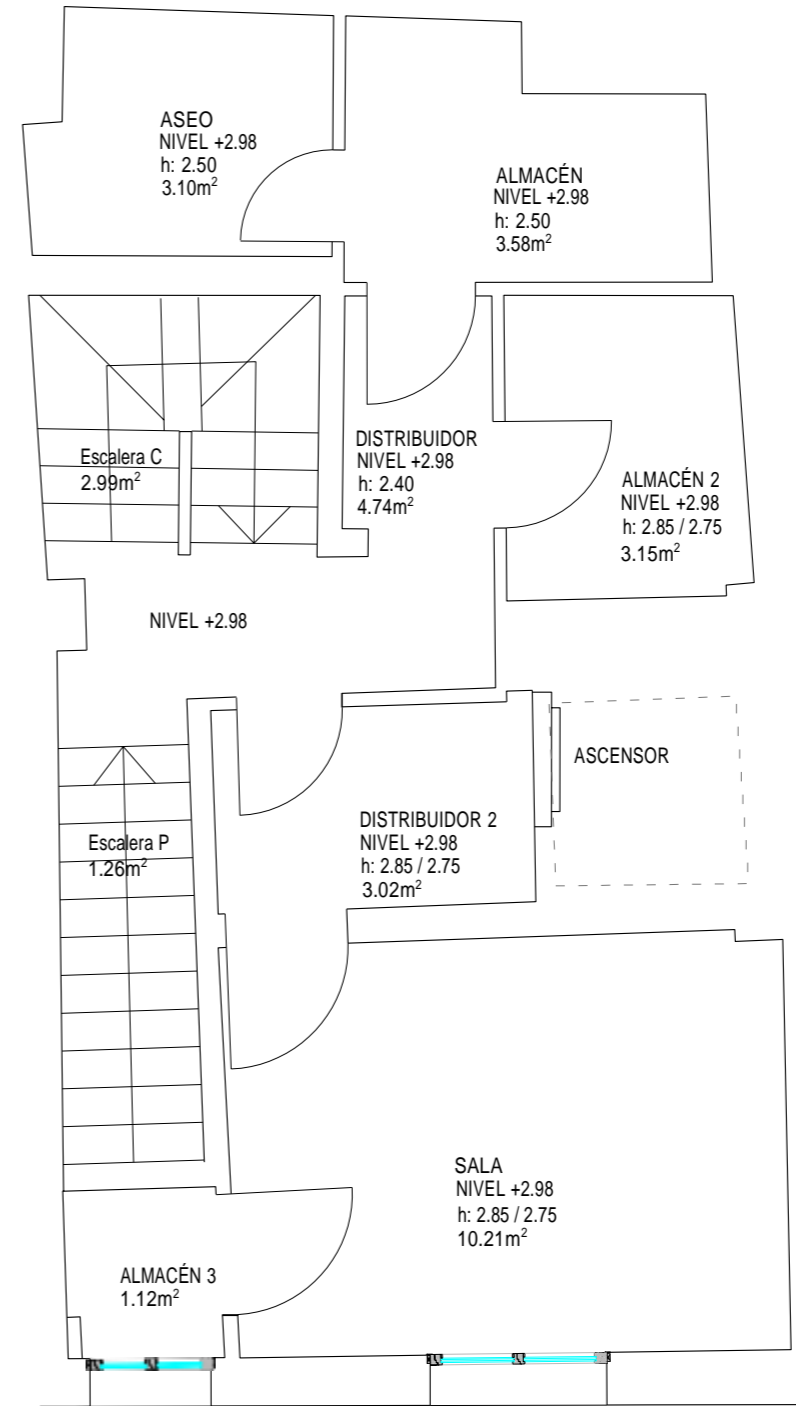 ASEO
NIVEL +2.98
h: 2.50
3.10m²
ALMACÉN
NIVEL +2.98
h: 2.50
3.58m²
Escalera C
2.99m²
DISTRIBUIDOR
NIVEL +2.98
h: 2.40
4.74m²
ALMACÉN 2
NIVEL +2.98
h: 2.85 / 2.75
3.15m²
NIVEL +2.98
ASCENSOR
Escalera P
1.26m²
DISTRIBUIDOR 2
NIVEL +2.98
h: 2.85 / 2.75
3.02m²
SALA
NIVEL +2.98
h: 2.85 / 2.75
10.21m²
ALMACÉN 3
1.12m²